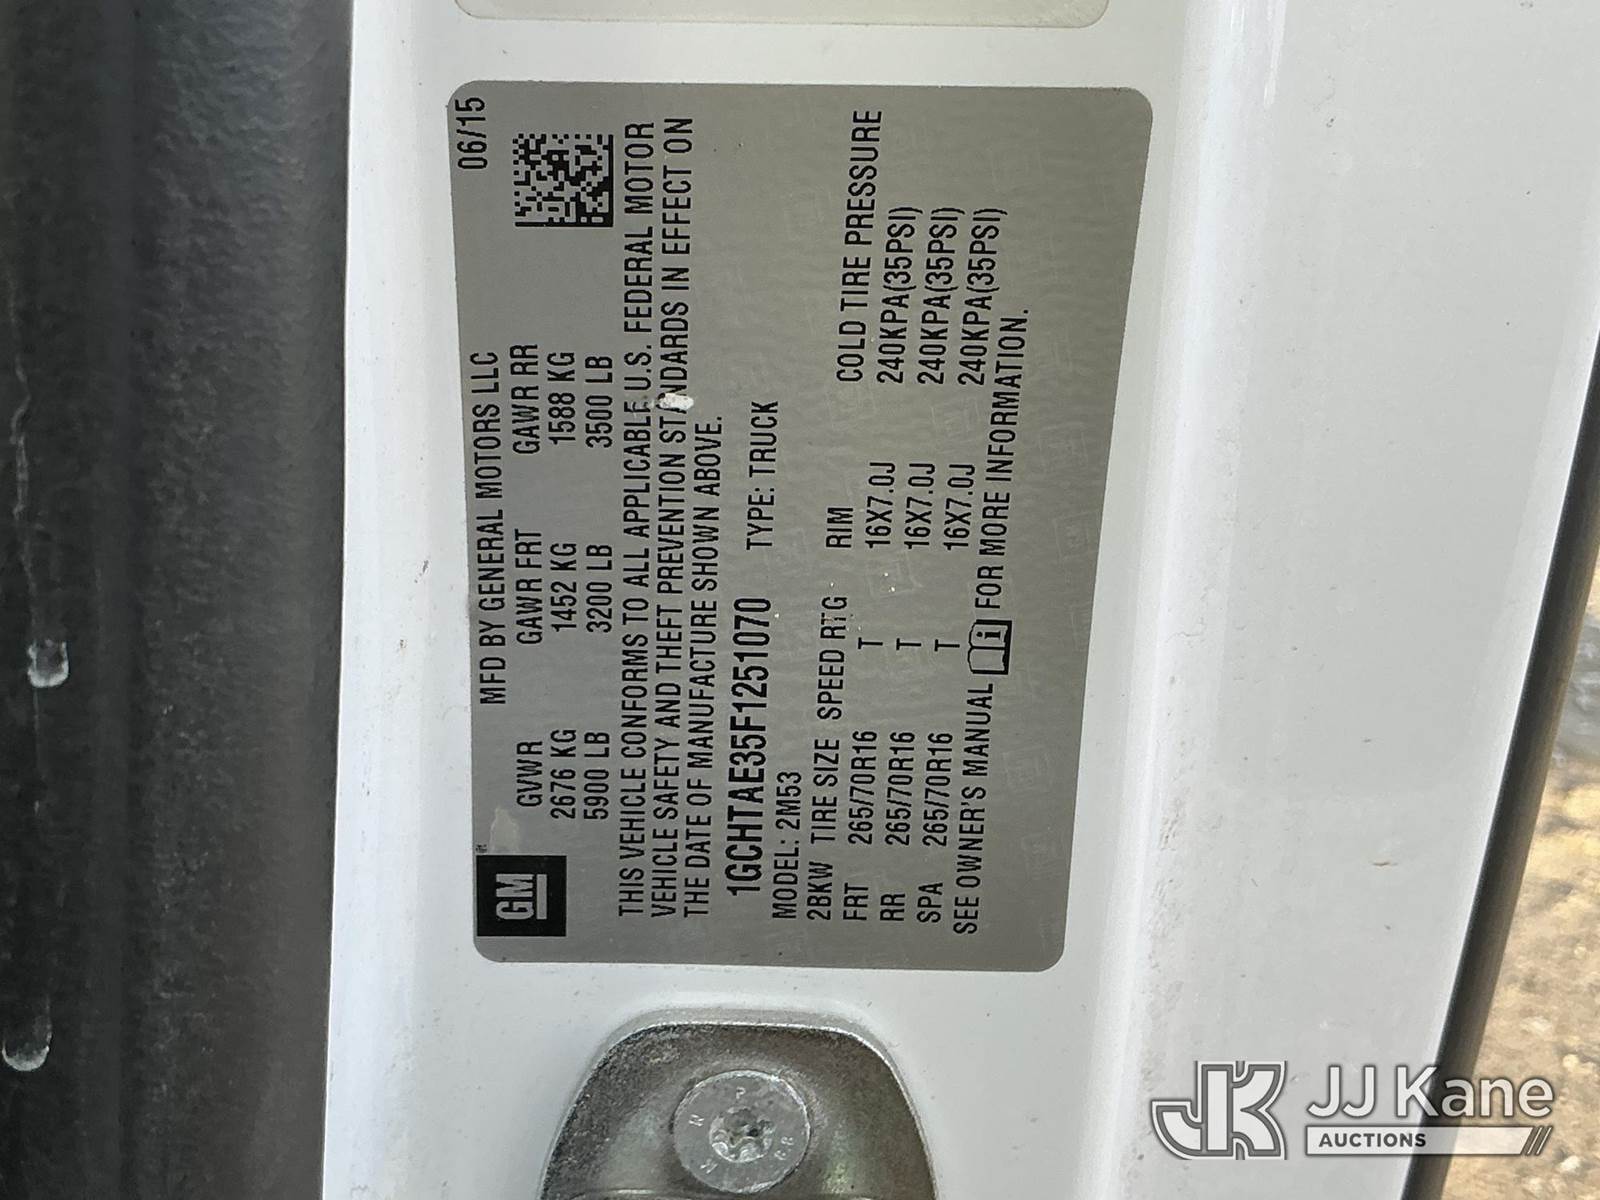 MFD BY GENERAL MOTORS LLC 06/15
GM
GVWR GAWR FRT GAWR RR
2676 KG 1452 KG 1588 KG
5900 LB 3200 LB 3500 LB
THIS VEHICLE CONFORMS TO ALL APPLICABLE U.S. FEDERAL MOTOR
VEHICLE SAFETY AND THEFT PREVENTION STANDARDS IN EFFECT ON
THE DATE OF MANUFACTURE SHOWN ABOVE.
1GCHTAE35F1251070 TYPE: TRUCK
MODEL: 2M53
2BKW TIRE SIZE SPEED RTG RIM COLD TIRE PRESSURE
FRT 265/70R16 T 16X7.0J 240KPA(35PSI)
RR 265/70R16 T 16X7.0J 240KPA(35PSI)
SPA 265/70R16 T 16X7.0J 240KPA(35PSI)
SEE OWNER'S MANUAL i FOR MORE INFORMATION.
JK JJ Kane
AUCTIONS